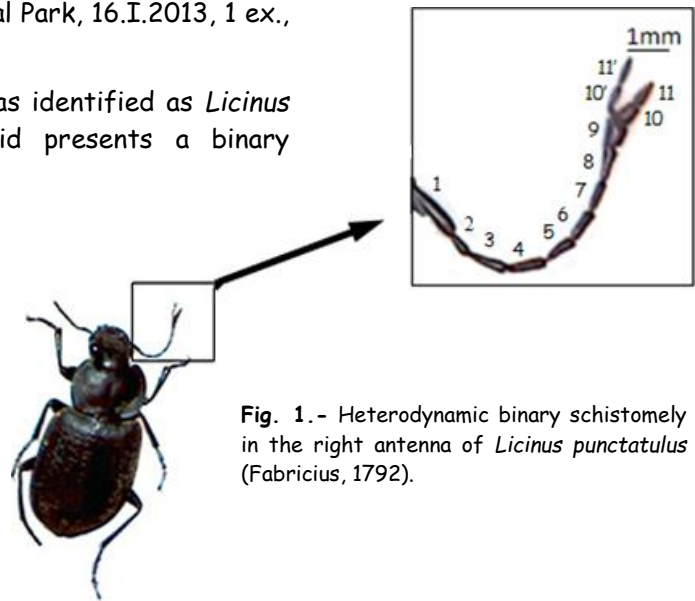 al Park, 16.I.2013, 1 ex.,
as identified as Licinus
id presents a binary
1mm
11'
10'
11
10
9
8
7
6
5
4
3
2
1
Fig. 1.- Heterodynamic binary schistomely
in the right antenna of Licinus punctatulus
(Fabricius, 1792).